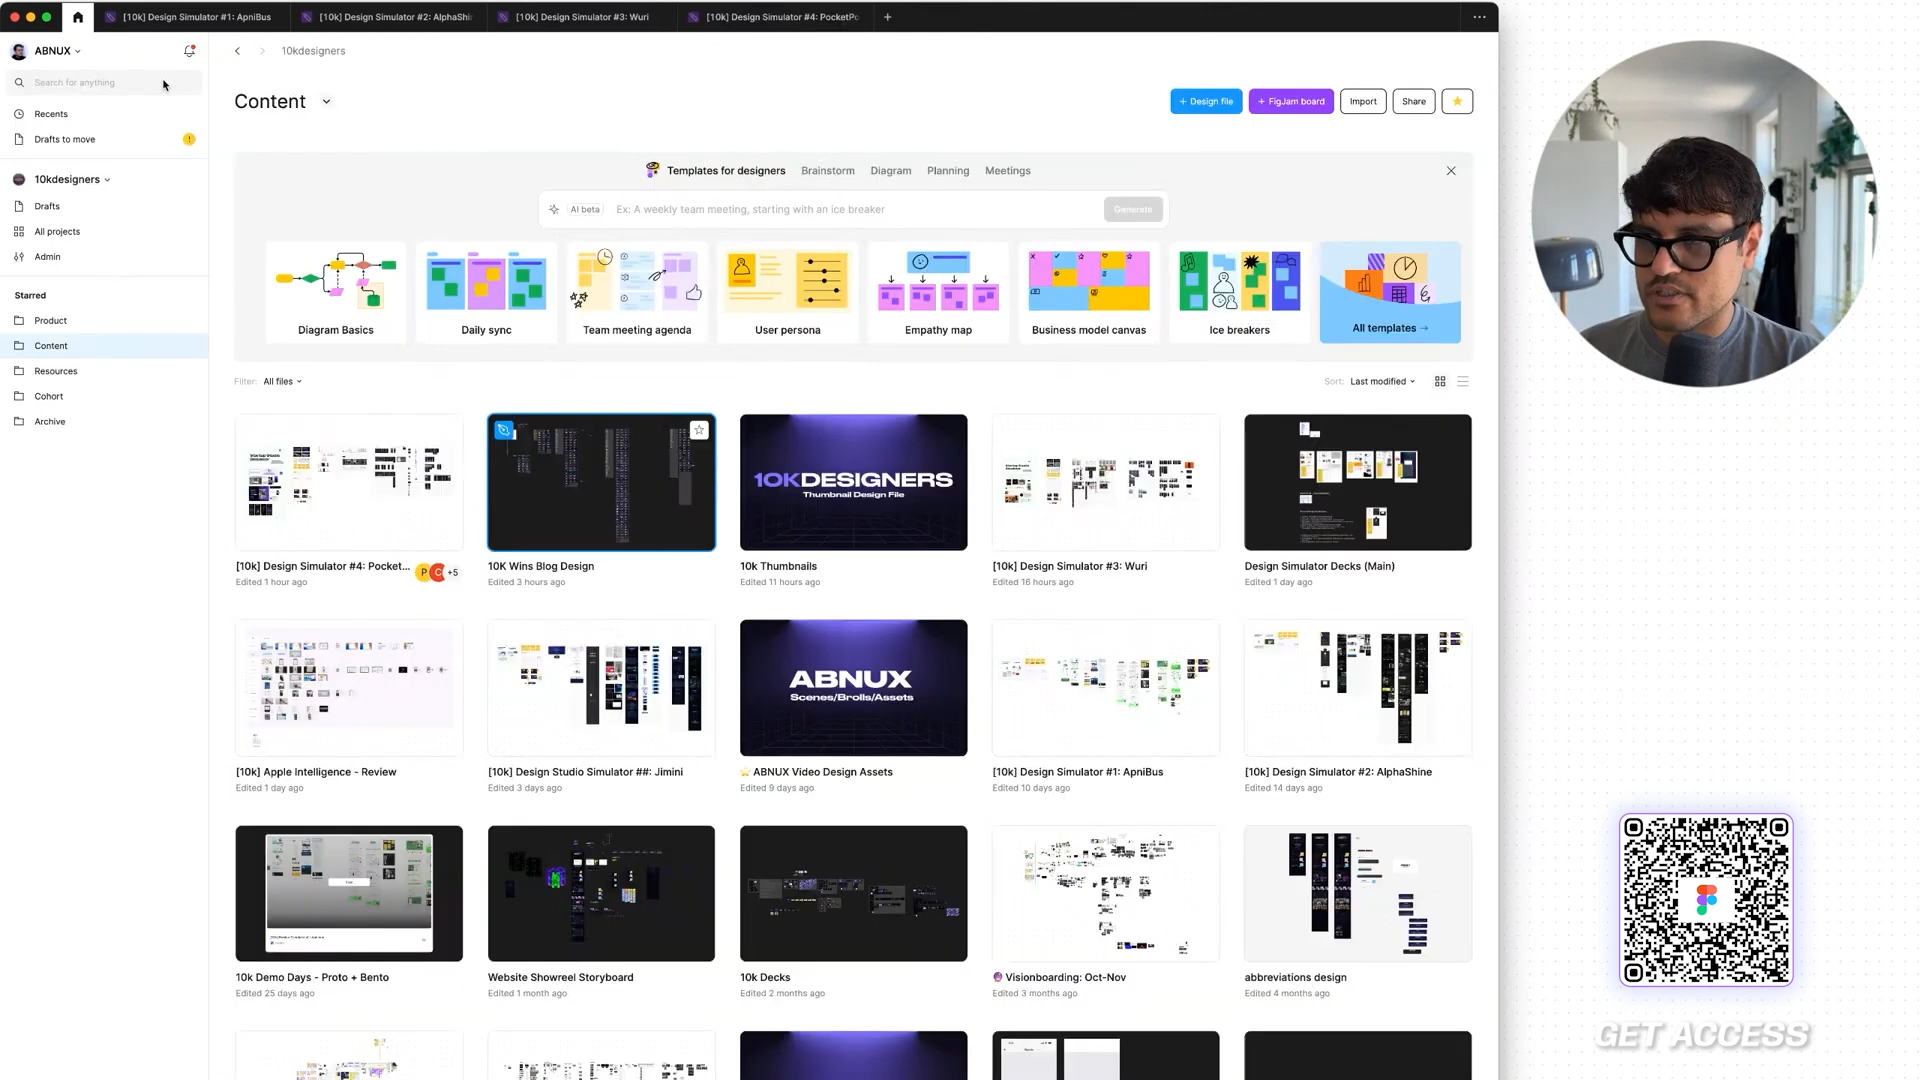 [10k] Design Simulator #1: ApniBus
[10k] Design Simulator #2: AlphaShin
[10k] Design Simulator #3: Wuri
[10k] Design Simulator #4: PocketPo
ABNUX
10kdesigners
Search for anything
Content
+ Design file
+ FigJam board
Import
Share
Recents
Drafts to move
Templates for designers
Brainstorm
Diagram
Planning
Meetings
10kdesigners
AI beta
Ex: A weekly team meeting, starting with an ice breaker
Generate
Drafts
All projects
Admin
Starred
Product
Content
Resources
Cohort
Archive
Diagram Basics
Daily sync
Team meeting agenda
User persona
Empathy map
Business model canvas
Ice breakers
All templates →
Filter: All files
Sort: Last modified
10KDESIGNERS
Thumbnail Design File
[10k] Design Simulator #4: Pocket...
P
C
+5
Edited 1 hour ago
10K Wins Blog Design
Edited 3 hours ago
10k Thumbnails
Edited 11 hours ago
[10k] Design Simulator #3: Wuri
Edited 16 hours ago
Design Simulator Decks (Main)
Edited 1 day ago
ABNUX
Scenes/Brolls/Assets
[10k] Apple Intelligence - Review
Edited 1 day ago
[10k] Design Studio Simulator ##: Jimini
Edited 3 days ago
⭐ ABNUX Video Design Assets
Edited 9 days ago
[10k] Design Simulator #1: ApniBus
Edited 10 days ago
[10k] Design Simulator #2: AlphaShine
Edited 14 days ago
10k Demo Days - Proto + Bento
Edited 25 days ago
Website Showreel Storyboard
Edited 1 month ago
10k Decks
Edited 2 months ago
🔮 Visionboarding: Oct-Nov
Edited 3 months ago
abbreviations design
Edited 4 months ago
GET ACCESS